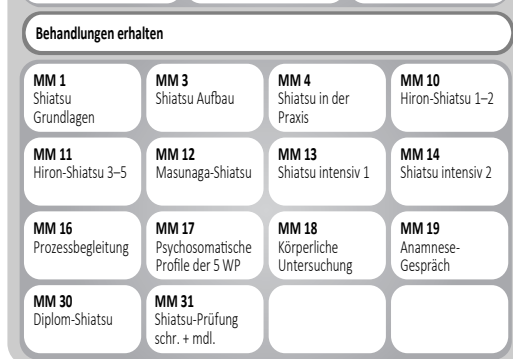 Behandlungen erhalten
MM 1
Shiatsu
Grundlagen
MM 3
Shiatsu Aufbau
MM 4
Shiatsu in der
Praxis
MM 10
Hiron-Shiatsu 1–2
MM 11
Hiron-Shiatsu 3–5
MM 12
Masunaga-Shiatsu
MM 13
Shiatsu intensiv 1
MM 14
Shiatsu intensiv 2
MM 16
Prozessbegleitung
MM 17
Psychosomatische
Profile der 5 WP
MM 18
Körperliche
Untersuchung
MM 19
Anamnese-
Gespräch
MM 30
Diplom-Shiatsu
MM 31
Shiatsu-Prüfung
schr. + mdl.